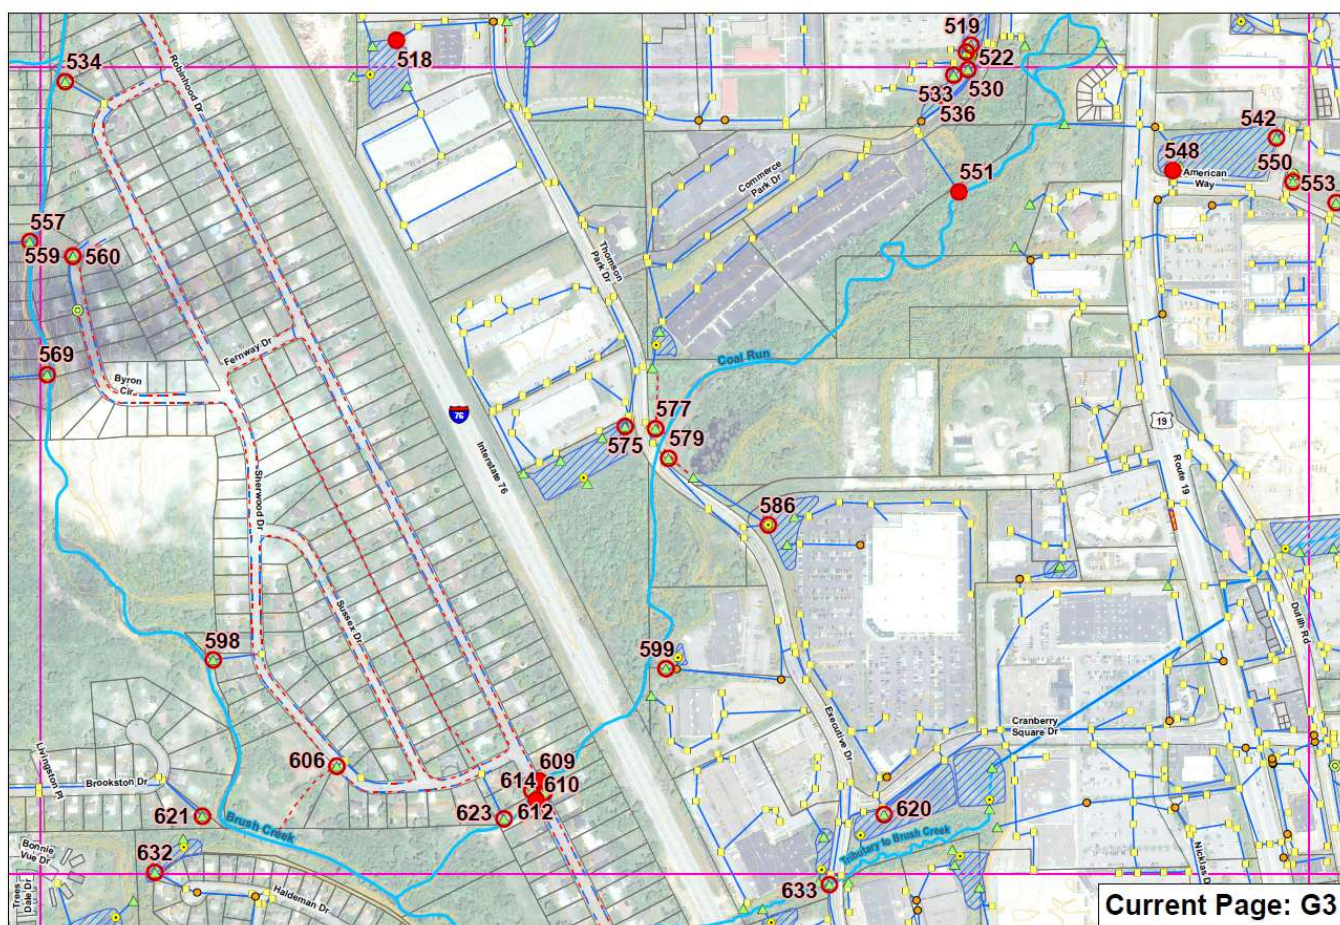 518
519
522
534
530
533
536
542
548
550
American
Way
553
551
Robinhood Dr
Commerce
Park Dr
557
559
560
Thomson
Park Dr
Fernway Dr
Coal Run
569
Byron
Cir
76
577
575
579
19
Interstate 76
Route 19
Sherwood Dr
586
Sussex Dr
Dutilh Rd
598
599
Executive Dr
Cranberry
Square Dr
Livingston Pl
Brookston Dr
606
609
614
610
612
621
623
620
Brush Creek
Tributary to Brush Creek
Bonnie
Vue Dr
632
Trees
Dale Dr
Haldeman Dr
633
Nicklas D
Current Page: G3